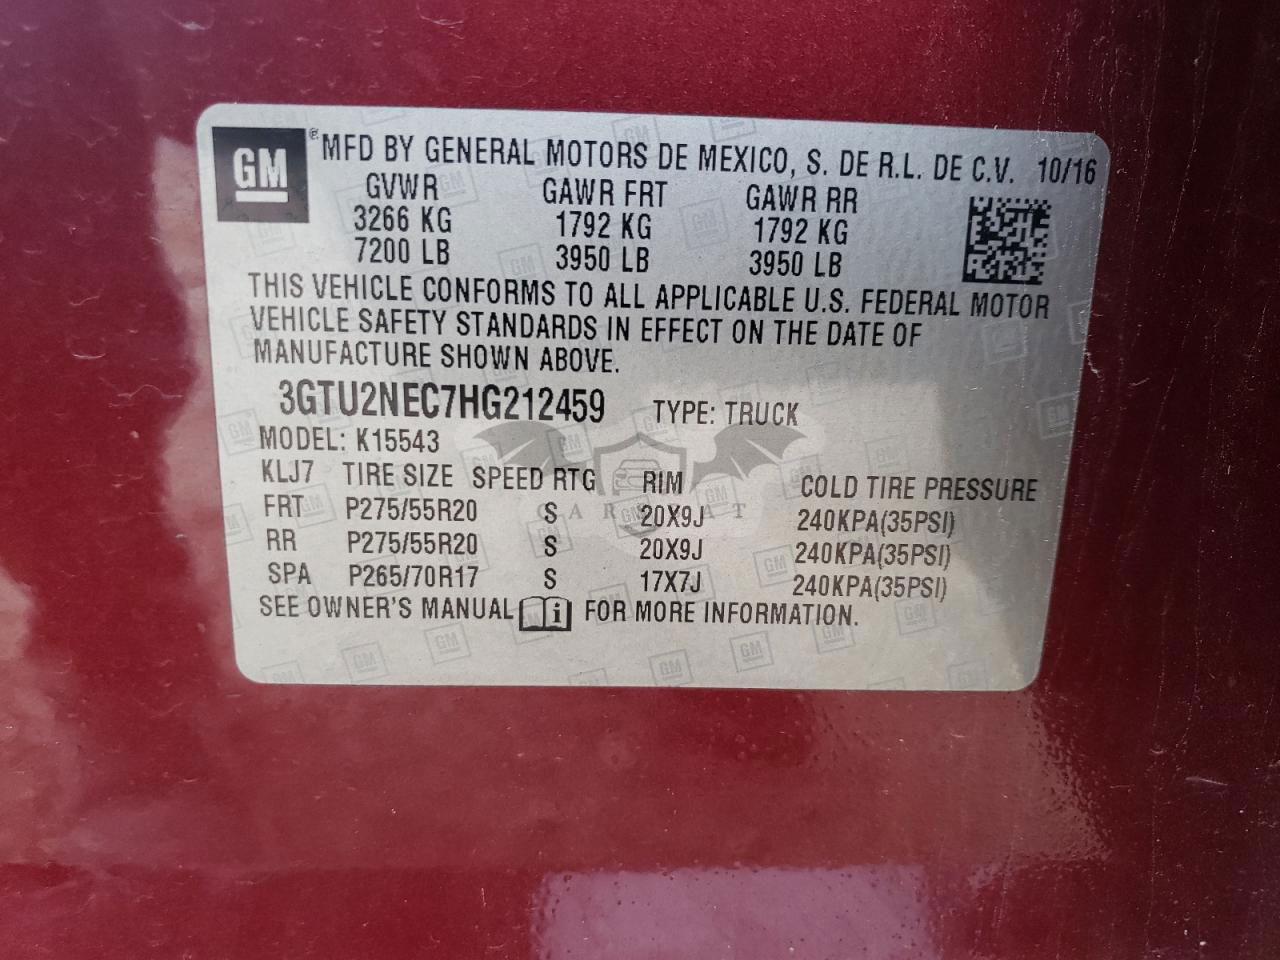 GM ® MFD BY GENERAL MOTORS DE MEXICO, S. DE R.L. DE C.V. 10/16
GVWR GAWR FRT GAWR RR
3266 KG 1792 KG 1792 KG
7200 LB 3950 LB 3950 LB
THIS VEHICLE CONFORMS TO ALL APPLICABLE U.S. FEDERAL MOTOR
VEHICLE SAFETY STANDARDS IN EFFECT ON THE DATE OF
MANUFACTURE SHOWN ABOVE.
3GTU2NEC7HG212459 TYPE: TRUCK
MODEL: K15543
KLJ7 TIRE SIZE SPEED RTG RIM COLD TIRE PRESSURE
FRT P275/55R20 S 20X9J 240KPA(35PSI)
RR P275/55R20 S 20X9J 240KPA(35PSI)
SPA P265/70R17 S 17X7J 240KPA(35PSI)
SEE OWNER'S MANUAL i FOR MORE INFORMATION.